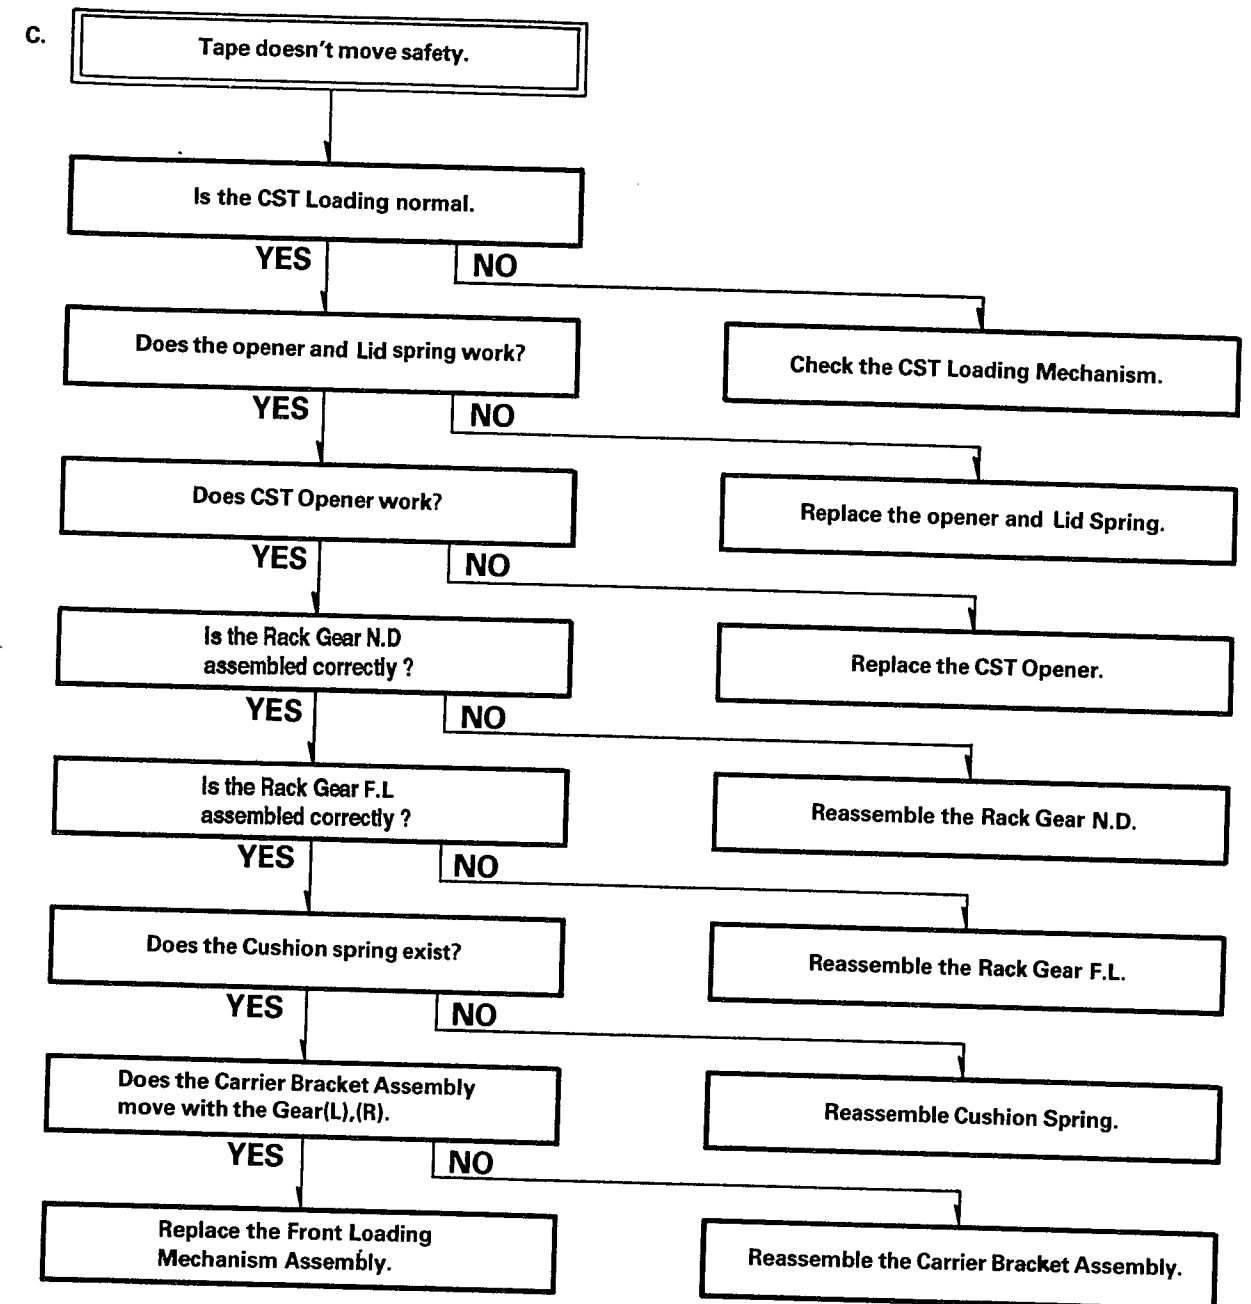 C.
Tape doesn't move safety.
Is the CST Loading normal.
YES
NO
Check the CST Loading Mechanism.
Does the opener and Lid spring work?
YES
NO
Replace the opener and Lid Spring.
Does CST Opener work?
YES
NO
Replace the CST Opener.
Is the Rack Gear N.D
assembled correctly ?
YES
NO
Reassemble the Rack Gear N.D.
Is the Rack Gear F.L
assembled correctly ?
YES
NO
Reassemble the Rack Gear F.L.
Does the Cushion spring exist?
YES
NO
Reassemble Cushion Spring.
Does the Carrier Bracket Assembly
move with the Gear(L),(R).
YES
NO
Reassemble the Carrier Bracket Assembly.
Replace the Front Loading
Mechanism Assembly.